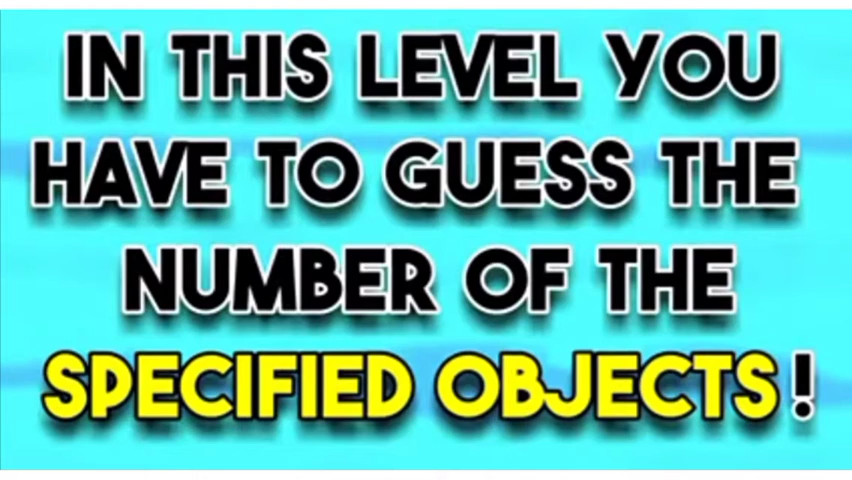 IN THIS LEVEL YOU
HAVE TO GUESS THE
NUMBER OF THE
SPECIFIED OBJECTS!